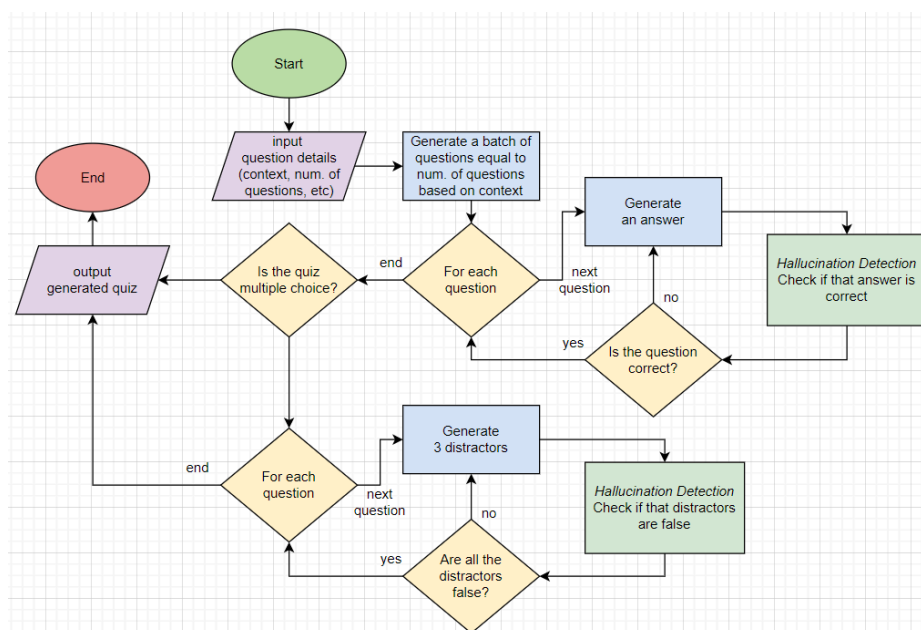 Start
input
question details
(context, num. of
questions, etc)
Generate a batch of
questions equal to
num. of questions
based on context
End
Generate
an answer
output
generated quiz
Is the quiz
multiple choice?
end
For each
question
next
question
Hallucination Detection
Check if that answer is
correct
no
yes
Is the question
correct?
Generate
3 distractors
end
For each
question
next
question
Hallucination Detection
Check if that distractors
are false
no
yes
Are all the
distractors
false?